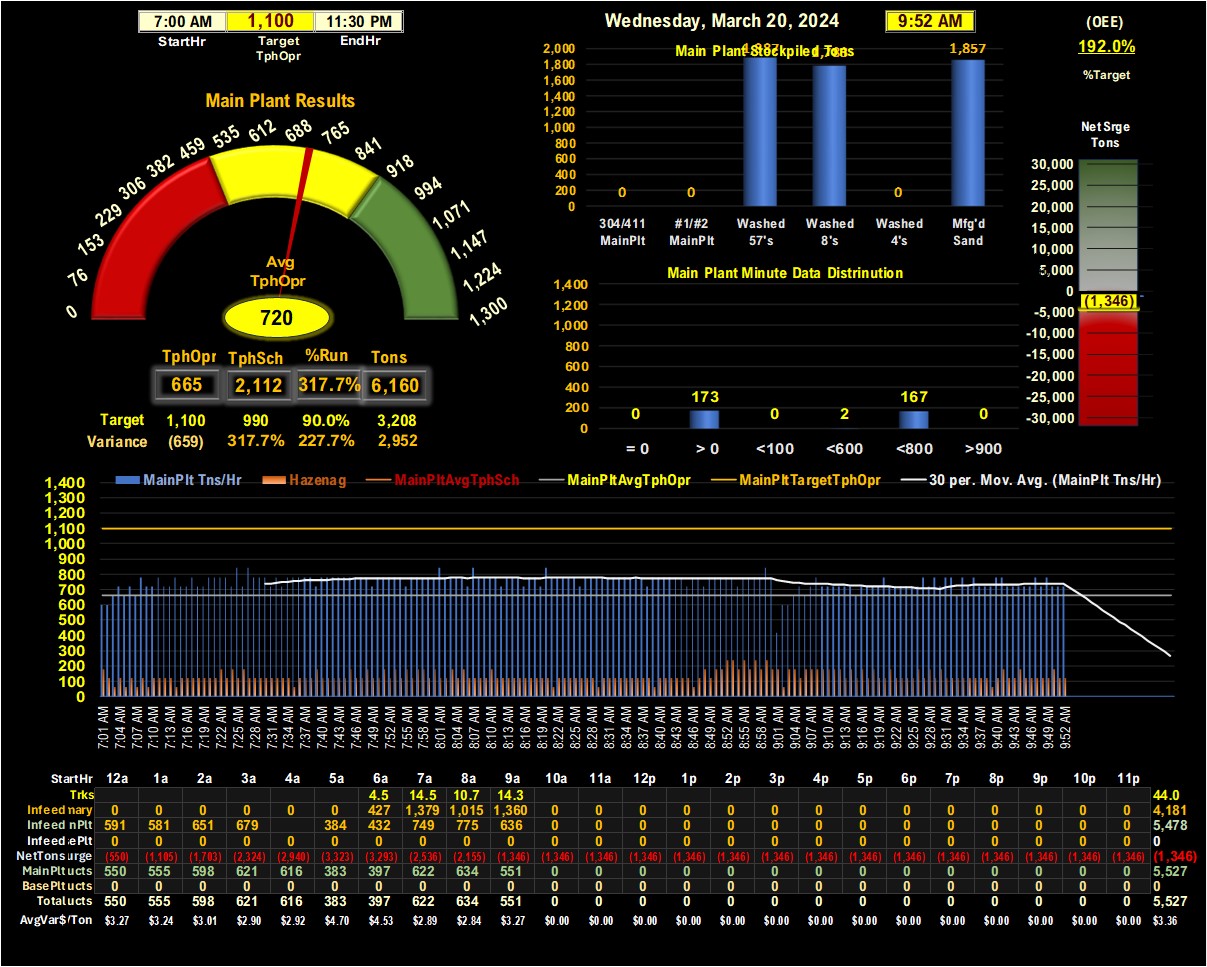 7:00 AM 1,100 11:30 PM
StartHr Target TphOpr EndHr
Wednesday, March 20, 2024 9:52 AM
(OEE)
192.0%
%Target
Main Plant Results
0 76 153 229 306 382 459 535 612 688 765 841 918 994 1,071 1,147 1,224 1,300
Avg
TphOpr
720
TphOpr TphSch %Run Tons
665 2,112 317.7% 6,160
Target 1,100 990 90.0% 3,208
Variance (659) 317.7% 227.7% 2,952
Main Plant Stockpiled Tons
2,000
1,800
1,600
1,400
1,200
1,000
800
600
400
200
0
0 0 0 1,857
304/411 MainPlt
#1/#2 MainPlt
Washed 57's
Washed 8's
Washed 4's
Mfg'd Sand
Main Plant Minute Data Distrinution
1,400
1,200
1,000
800
600
400
200
0
0 173 0 2 167 0
= 0 > 0 <100 <600 <800 >900
Net Srge
Tons
30,000
25,000
20,000
15,000
10,000
5,000
0
(1,346)
-5,000
-10,000
-15,000
-20,000
-25,000
-30,000
MainPlt Tns/Hr Hazenag MainPltAvgTphSch MainPltAvgTphOpr MainPltTargetTphOpr 30 per. Mov. Avg. (MainPlt Tns/Hr)
1,400
1,300
1,200
1,100
1,000
900
800
700
600
500
400
300
200
100
0
7:01 AM 7:04 AM 7:07 AM 7:10 AM 7:13 AM 7:16 AM 7:19 AM 7:22 AM 7:25 AM 7:28 AM 7:31 AM 7:34 AM 7:37 AM 7:40 AM 7:43 AM 7:46 AM 7:49 AM 7:52 AM 7:55 AM 7:58 AM 8:01 AM 8:04 AM 8:07 AM 8:10 AM 8:13 AM 8:16 AM 8:19 AM 8:22 AM 8:25 AM 8:28 AM 8:31 AM 8:34 AM 8:37 AM 8:40 AM 8:43 AM 8:46 AM 8:49 AM 8:52 AM 8:55 AM 8:58 AM 9:01 AM 9:04 AM 9:07 AM 9:10 AM 9:13 AM 9:16 AM 9:19 AM 9:22 AM 9:25 AM 9:28 AM 9:31 AM 9:34 AM 9:37 AM 9:40 AM 9:43 AM 9:46 AM 9:49 AM 9:52 AM
StartHr 12a 1a 2a 3a 4a 5a 6a 7a 8a 9a 10a 11a 12p 1p 2p 3p 4p 5p 6p 7p 8p 9p 10p 11p
Trks 4.5 14.5 10.7 14.3 44.0
Infeed nary 0 0 0 0 0 0 427 1,379 1,015 1,360 0 0 0 0 0 0 0 0 0 0 0 0 0 0 4,181
Infeed nPlt 591 581 651 679 384 432 749 775 636 0 0 0 0 0 0 0 0 0 0 0 0 0 0 5,478
Infeed ePlt 0 0 0 0 0 0 0 0 0 0 0 0 0 0 0 0 0 0 0 0 0 0 0 0
NetTons urge (550) (1,105) (1,703) (2,324) (2,940) (3,323) (3,293) (2,536) (2,155) (1,346) (1,346) (1,346) (1,346) (1,346) (1,346) (1,346) (1,346) (1,346) (1,346) (1,346) (1,346) (1,346) (1,346) (1,346) (1,346)
MainPlt ucts 550 555 598 621 616 383 397 622 634 551 0 0 0 0 0 0 0 0 0 0 0 0 0 0 5,527
BasePlt ucts 0 0 0 0 0 0 0 0 0 0 0 0 0 0 0 0 0 0 0 0 0 0 0 0 0
Total ucts 550 555 598 621 616 383 397 622 634 551 0 0 0 0 0 0 0 0 0 0 0 0 0 0 5,527
AvgVar$/Ton $3.27 $3.24 $3.01 $2.90 $2.92 $4.70 $4.53 $2.89 $2.84 $3.27 $0.00 $0.00 $0.00 $0.00 $0.00 $0.00 $0.00 $0.00 $0.00 $0.00 $0.00 $0.00 $0.00 $0.00 $3.36